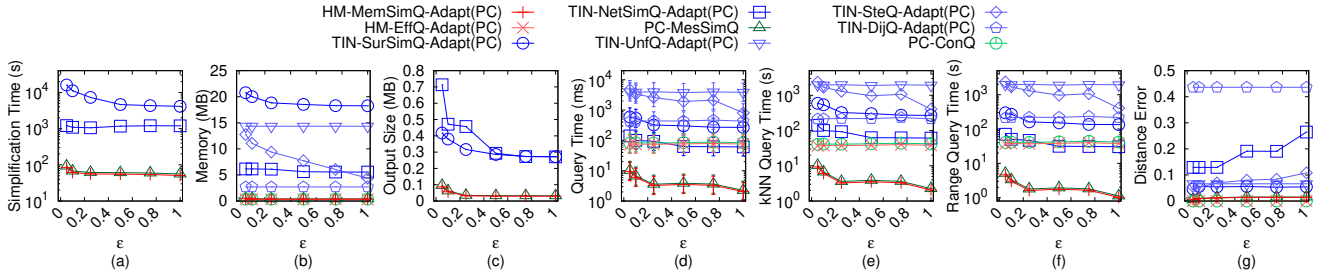 HM-MemSimQ-Adapt(PC)
HM-EffQ-Adapt(PC)
TIN-SurSimQ-Adapt(PC)
TIN-NetSimQ-Adapt(PC)
PC-MesSimQ
TIN-UnfQ-Adapt(PC)
TIN-SteQ-Adapt(PC)
TIN-DijQ-Adapt(PC)
PC-ConQ
Simplification Time (s)
10^4
10^3
10^2
10^1
0.2 0.4 0.6 0.8 1
ε
(a)
Memory (MB)
25
20
15
10
5
0
0.2 0.4 0.6 0.8 1
ε
(b)
Output Size (MB)
0.8
0.7
0.6
0.5
0.4
0.3
0.2
0.1
0
0.2 0.4 0.6 0.8 1
ε
(c)
Query Time (ms)
10^4
10^3
10^2
10^1
10^0
0.2 0.4 0.6 0.8 1
ε
(d)
kNN Query Time (s)
10^3
10^2
10^1
10^0
0.2 0.4 0.6 0.8 1
ε
(e)
Range Query Time (s)
10^3
10^2
10^1
10^0
0.2 0.4 0.6 0.8 1
ε
(f)
Distance Error
0.5
0.4
0.3
0.2
0.1
0
0.2 0.4 0.6 0.8 1
ε
(g)